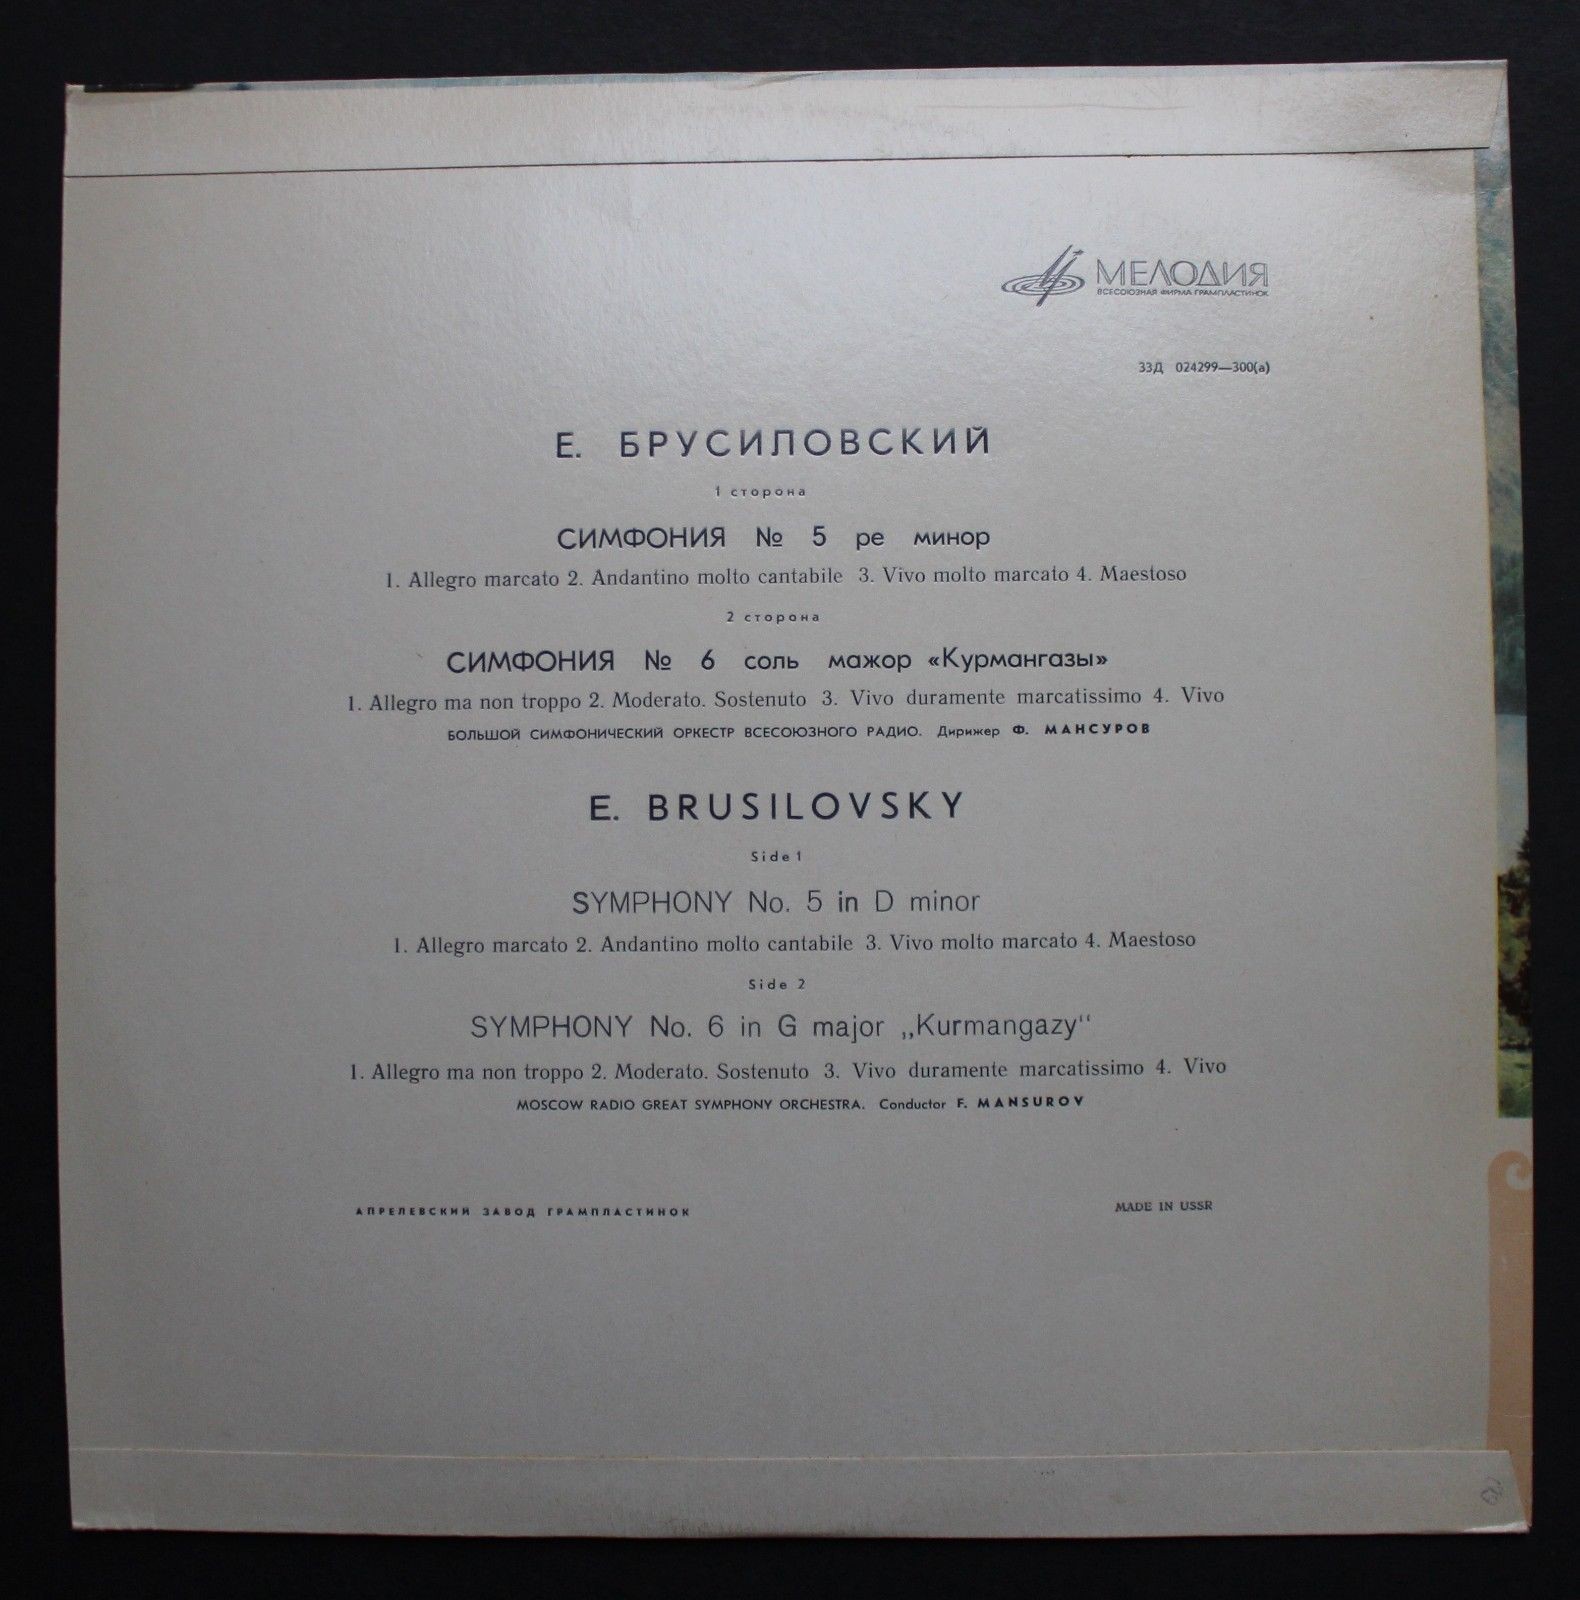 МЕЛОДИЯ
ВСЕСОЮЗНАЯ ФИРМА ГРАМПЛАСТИНОК
33Д 024299—300(а)
Е. БРУСИЛОВСКИЙ
1 сторона
СИМФОНИЯ № 5 ре минор
1. Allegro marcato 2. Andantino molto cantabile 3. Vivo molto marcato 4. Maestoso
2 сторона
СИМФОНИЯ № 6 соль мажор «Курмангазы»
1. Allegro ma non troppo 2. Moderato. Sostenuto 3. Vivo duramente marcatissimo 4. Vivo
БОЛЬШОЙ СИМФОНИЧЕСКИЙ ОРКЕСТР ВСЕСОЮЗНОГО РАДИО. Дирижер Ф. МАНСУРОВ
E. BRUSILOVSKY
Side 1
SYMPHONY No. 5 in D minor
1. Allegro marcato 2. Andantino molto cantabile 3. Vivo molto marcato 4. Maestoso
Side 2
SYMPHONY No. 6 in G major „Kurmangazy"
1. Allegro ma non troppo 2. Moderato. Sostenuto 3. Vivo duramente marcatissimo 4. Vivo
MOSCOW RADIO GREAT SYMPHONY ORCHESTRA. Conductor F. MANSUROV
АПРЕЛЕВСКИЙ ЗАВОД ГРАМПЛАСТИНОК
MADE IN USSR